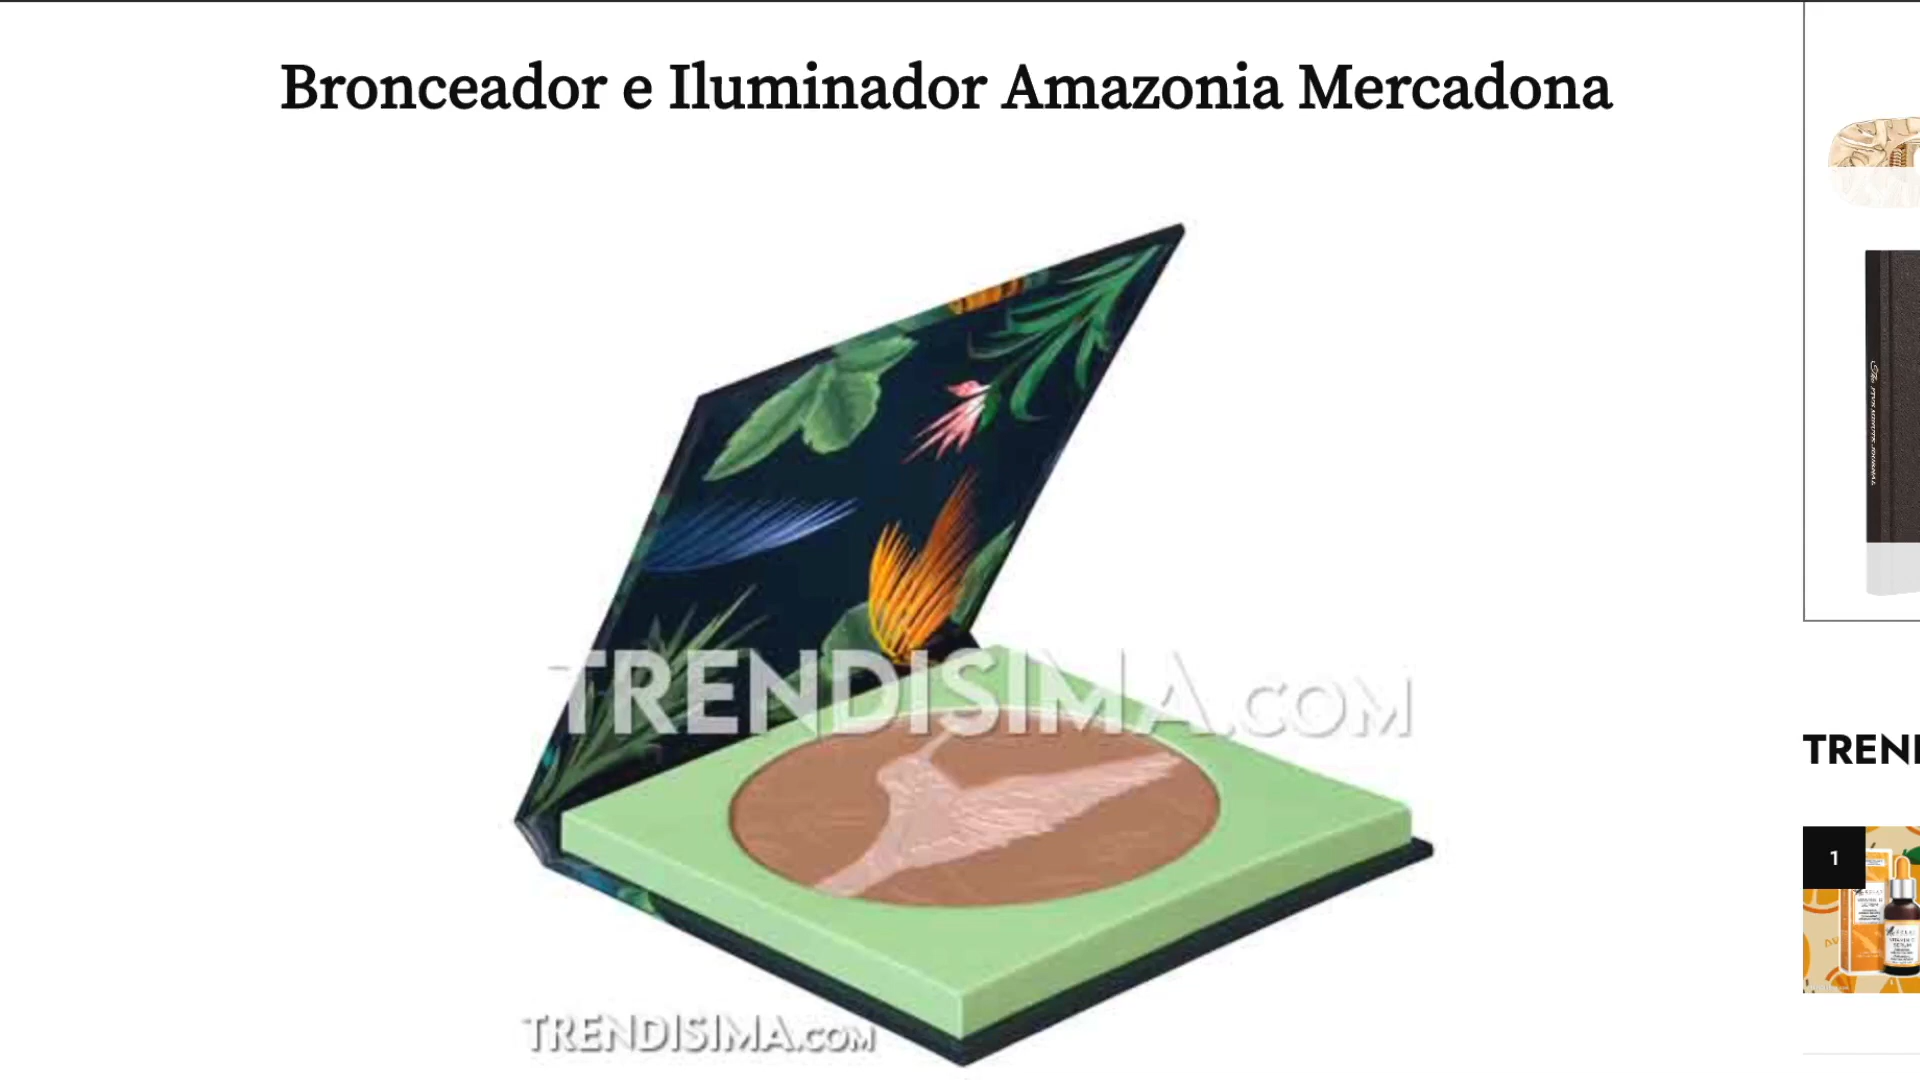 Bronceador e Iluminador Amazonia Mercadona
TRENDISIMA.COM
TRENDISIMA.COM
TREN
1